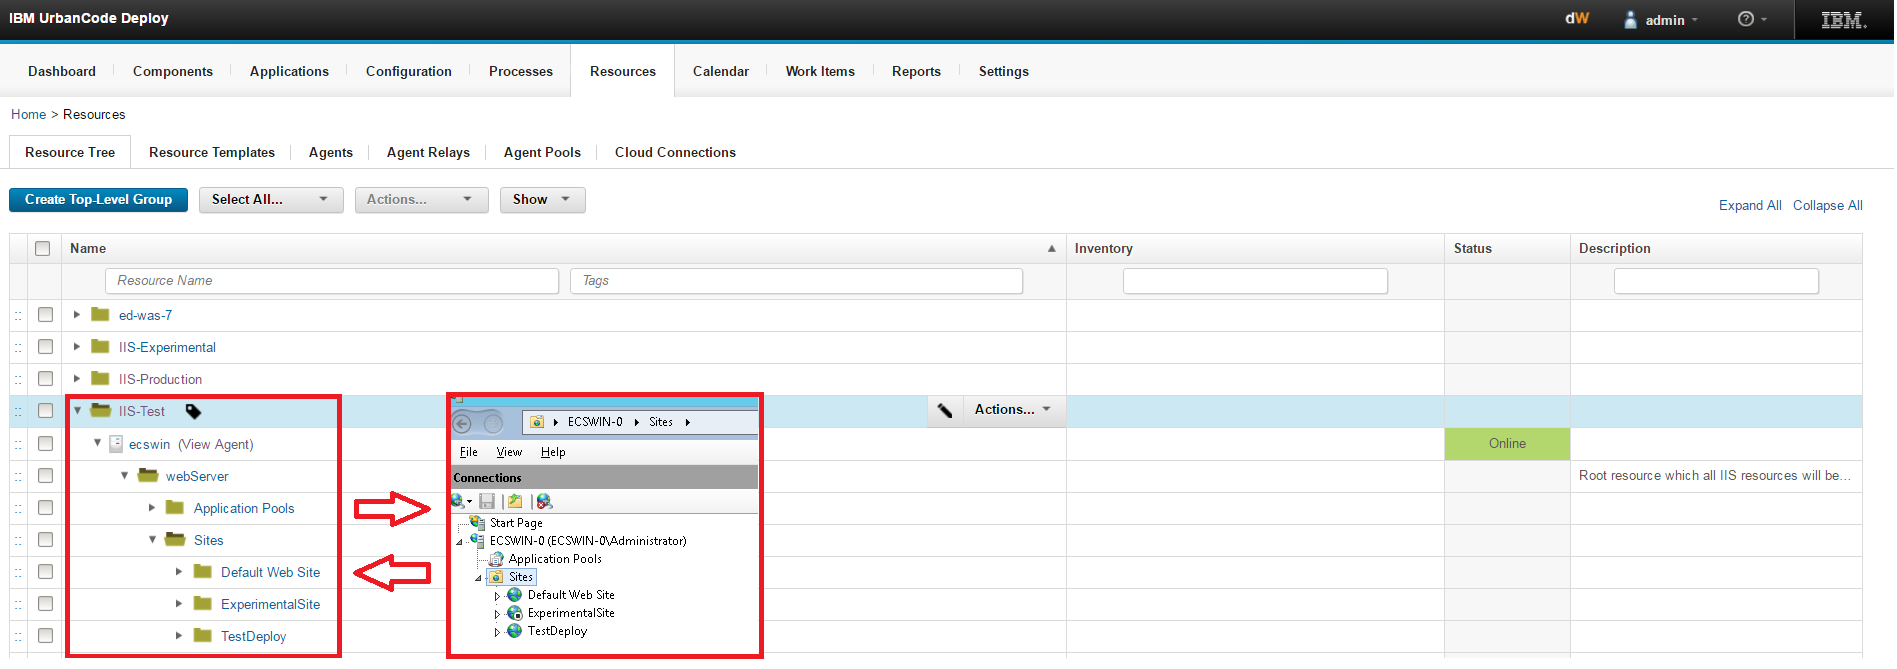 IBM UrbanCode Deploy
dW admin ? IBM.
Dashboard Components Applications Configuration Processes Resources Calendar Work Items Reports Settings
Home > Resources
Resource Tree Resource Templates Agents Agent Relays Agent Pools Cloud Connections
Create Top-Level Group Select All... Actions... Show
Expand All Collapse All
Name Inventory Status Description
Resource Name Tags
ed-was-7
IIS-Experimental
IIS-Production
IIS-Test Actions...
ecswin (View Agent) Online
webServer Root resource which all IIS resources will be...
Application Pools
Sites
Default Web Site
ExperimentalSite
TestDeploy
ECSWIN-0 Sites
File View Help
Connections
Start Page
ECSWIN-0 (ECSWIN-0\Administrator)
Application Pools
Sites
Default Web Site
ExperimentalSite
TestDeploy